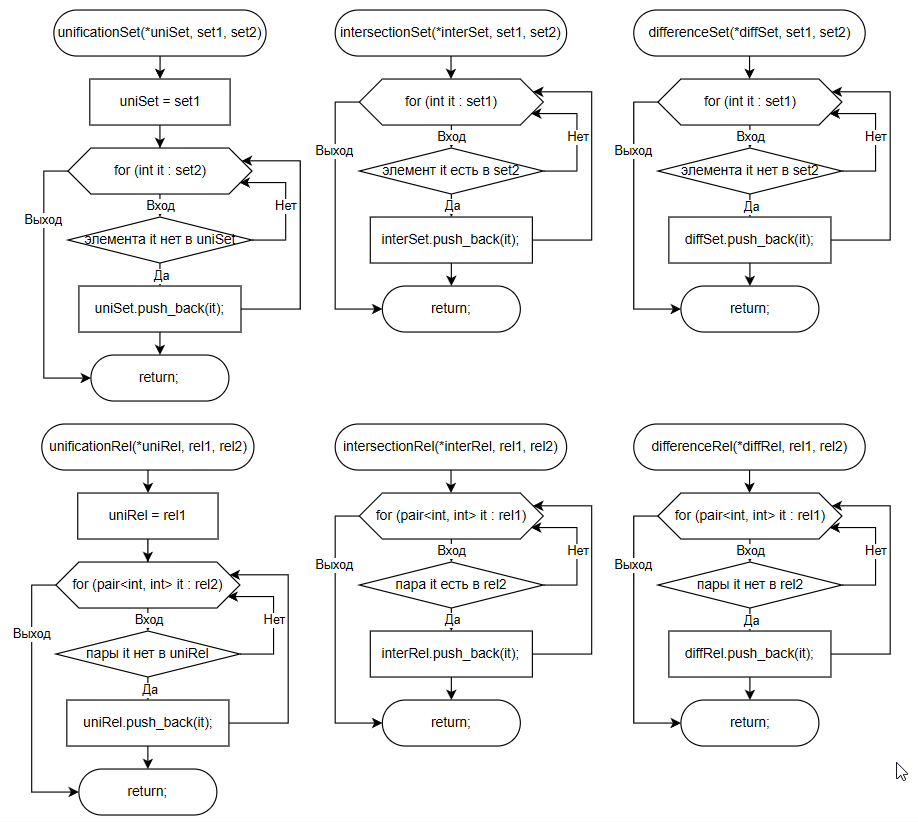 unificationSet(*uniSet, set1, set2)
uniSet = set1
for (int it : set2)
Вход
Нет
Выход
элемента it нет в uniSet
Да
uniSet.push_back(it);
return;
intersectionSet(*interSet, set1, set2)
for (int it : set1)
Вход
Нет
Выход
элемент it есть в set2
Да
interSet.push_back(it);
return;
differenceSet(*diffSet, set1, set2)
for (int it : set1)
Вход
Нет
Выход
элемента it нет в set2
Да
diffSet.push_back(it);
return;
unificationRel(*uniRel, rel1, rel2)
uniRel = rel1
for (pair<int, int> it : rel2)
Вход
Нет
Выход
пары it нет в uniRel
Да
uniRel.push_back(it);
return;
intersectionRel(*interRel, rel1, rel2)
for (pair<int, int> it : rel1)
Вход
Нет
Выход
пара it есть в rel2
Да
interRel.push_back(it);
return;
differenceRel(*diffRel, rel1, rel2)
for (pair<int, int> it : rel1)
Вход
Нет
Выход
пары it нет в rel2
Да
diffRel.push_back(it);
return;